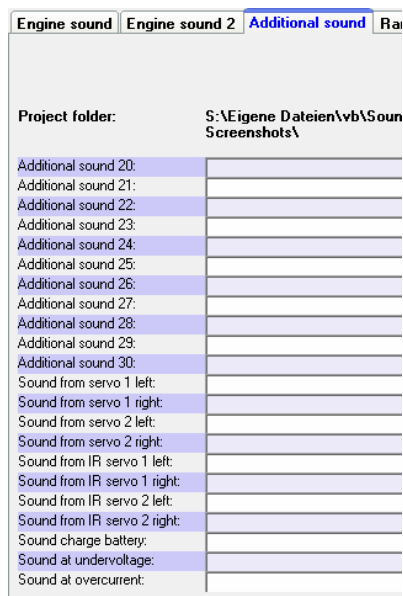 Engine sound Engine sound 2 Additional sound
Project folder: S:\Eigene Dateien\vb\Soun
Screenshots\
Additional sound 20:
Additional sound 21:
Additional sound 22:
Additional sound 23:
Additional sound 24:
Additional sound 25:
Additional sound 26:
Additional sound 27:
Additional sound 28:
Additional sound 29:
Additional sound 30:
Sound from servo 1 left:
Sound from servo 1 right:
Sound from servo 2 left:
Sound from servo 2 right:
Sound from IR servo 1 left:
Sound from IR servo 1 right:
Sound from IR servo 2 left:
Sound from IR servo 2 right:
Sound charge battery:
Sound at undervoltage:
Sound at overcurrent: